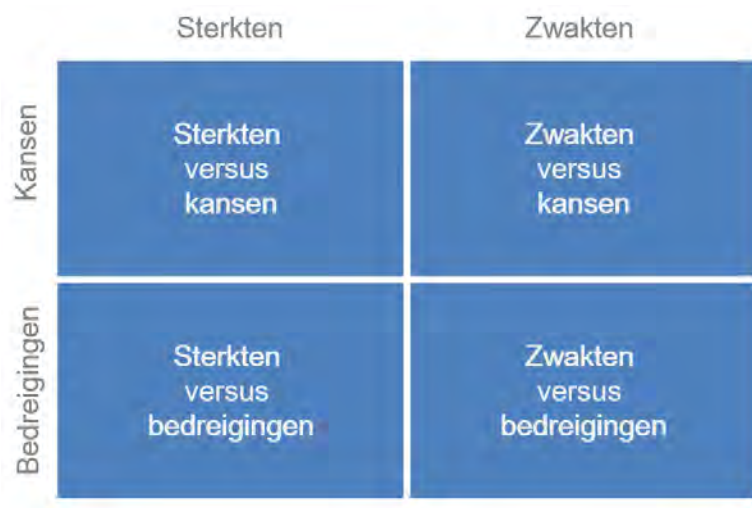 Sterkten
Zwakten
Kansen
Sterkten
versus
kansen
Zwakten
versus
kansen
Bedreigingen
Sterkten
versus
bedreigingen
Zwakten
versus
bedreigingen